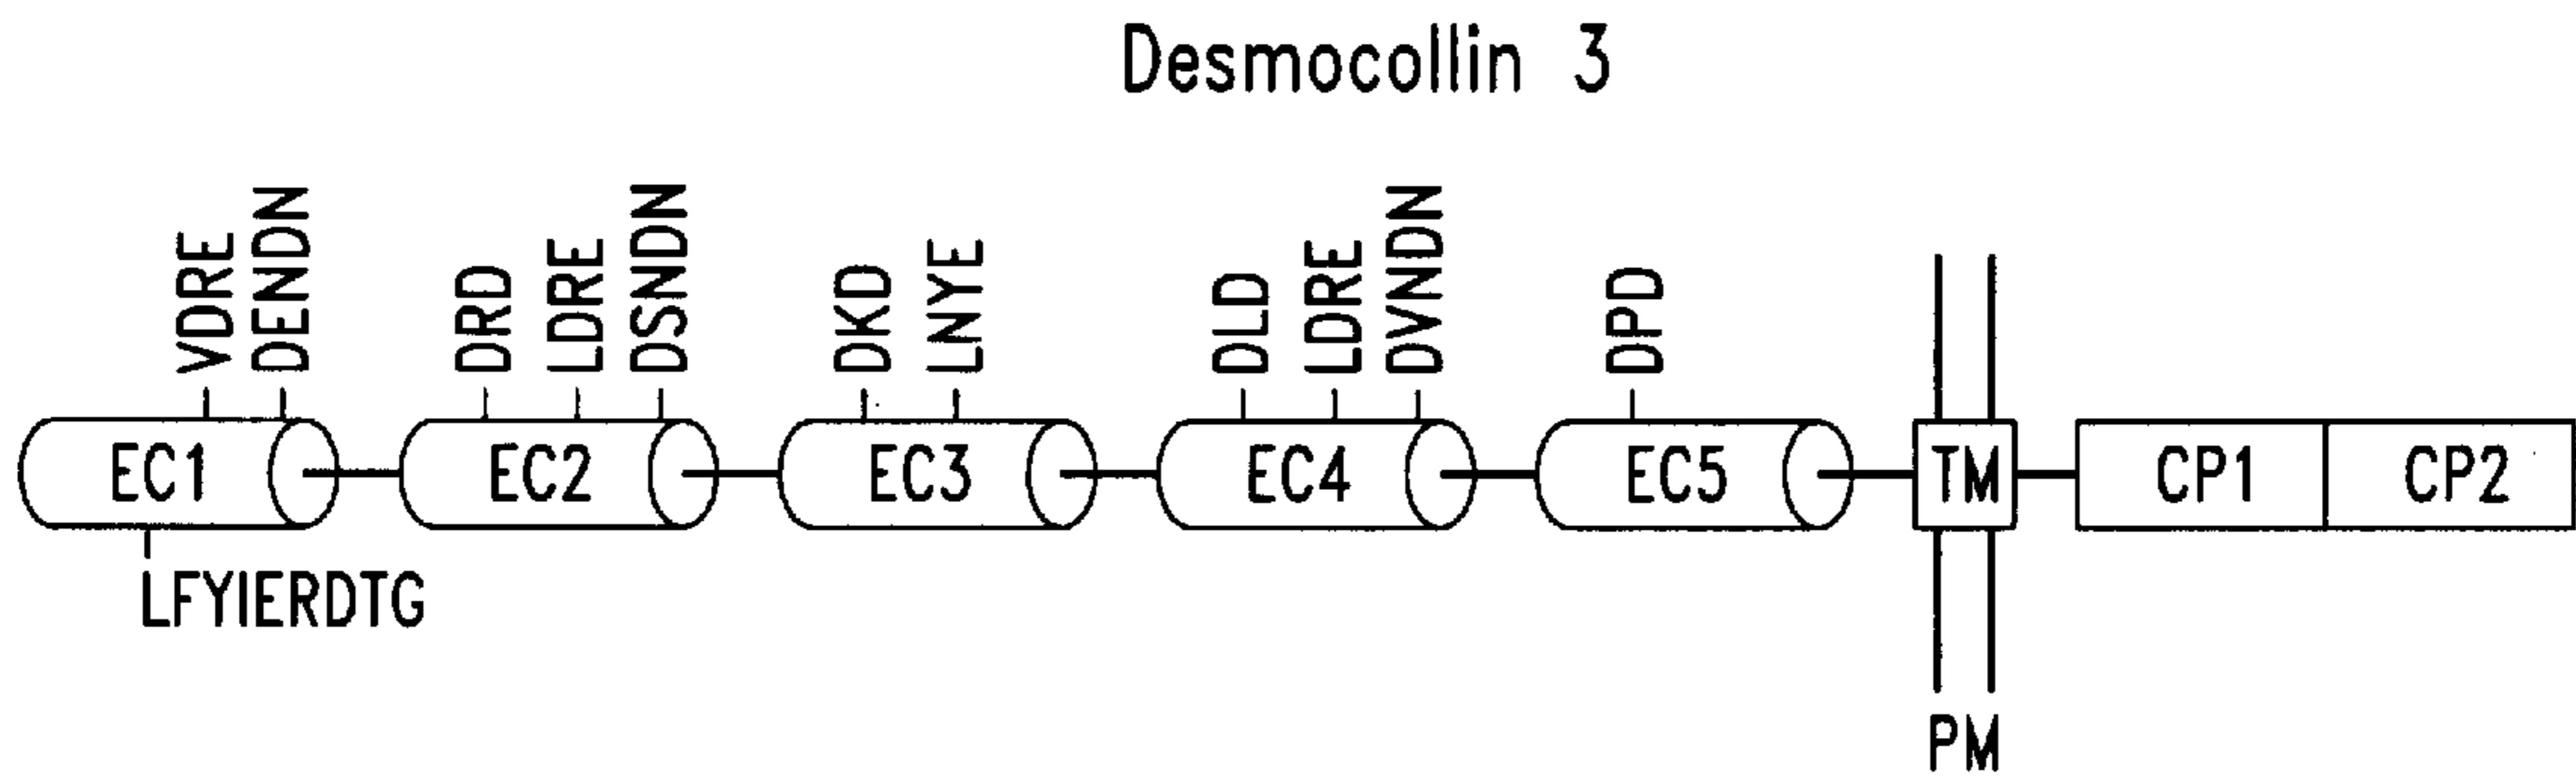 Desmocollin 3
VDRE
DENDN
DRD
LDRE
DSNDN
DKD
LNYE
DLD
LDRE
DVNDN
DPD
EC1
EC2
EC3
EC4
EC5
TM
CP1
CP2
LFYIERDTG
PM